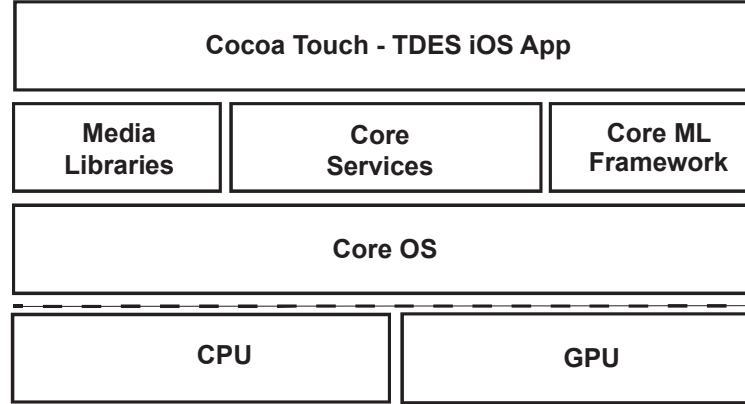 Cocoa Touch - TDES iOS App
Media
Libraries
Core
Services
Core ML
Framework
Core OS
CPU
GPU